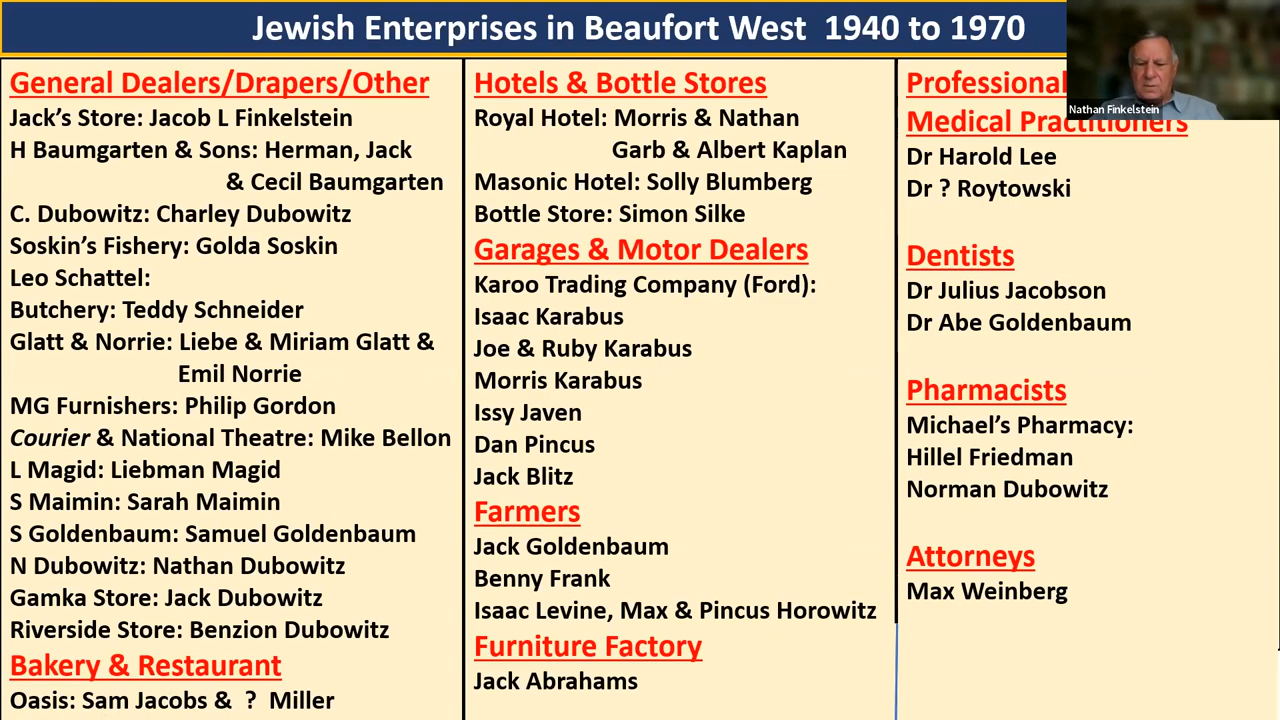 Jewish Enterprises in Beaufort West 1940 to 1970
General Dealers/Drapers/Other
Jack's Store: Jacob L Finkelstein
H Baumgarten & Sons: Herman, Jack
& Cecil Baumgarten
C. Dubowitz: Charley Dubowitz
Soskin's Fishery: Golda Soskin
Leo Schattel:
Butchery: Teddy Schneider
Glatt & Norrie: Liebe & Miriam Glatt &
Emil Norrie
MG Furnishers: Philip Gordon
Courier & National Theatre: Mike Bellon
L Magid: Liebman Magid
S Maimin: Sarah Maimin
S Goldenbaum: Samuel Goldenbaum
N Dubowitz: Nathan Dubowitz
Gamka Store: Jack Dubowitz
Riverside Store: Benzion Dubowitz
Bakery & Restaurant
Oasis: Sam Jacobs & ? Miller
Hotels & Bottle Stores
Royal Hotel: Morris & Nathan
Garb & Albert Kaplan
Masonic Hotel: Solly Blumberg
Bottle Store: Simon Silke
Garages & Motor Dealers
Karoo Trading Company (Ford):
Isaac Karabus
Joe & Ruby Karabus
Morris Karabus
Issy Javen
Dan Pincus
Jack Blitz
Farmers
Jack Goldenbaum
Benny Frank
Isaac Levine, Max & Pincus Horowitz
Furniture Factory
Jack Abrahams
Professional
Medical Practitioners
Dr Harold Lee
Dr ? Roytowski
Dentists
Dr Julius Jacobson
Dr Abe Goldenbaum
Pharmacists
Michael's Pharmacy:
Hillel Friedman
Norman Dubowitz
Attorneys
Max Weinberg
Nathan Finkelstein